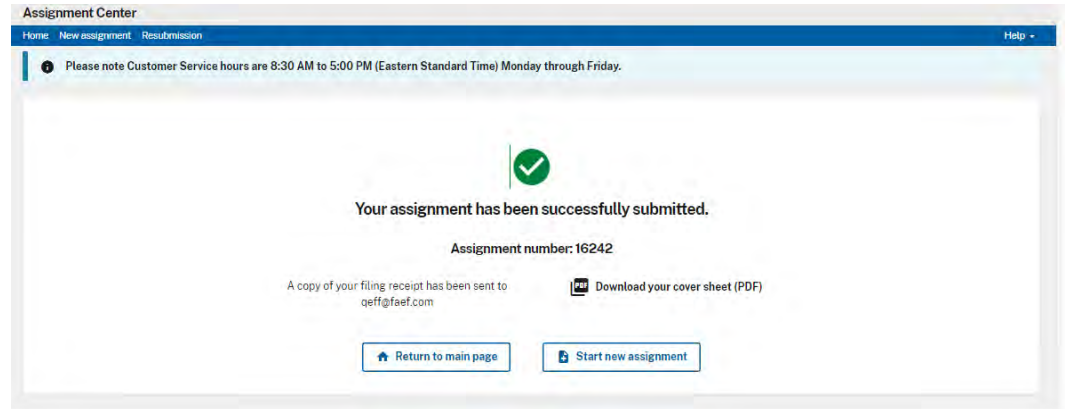 Assignment Center
Home New assignment Resubmission Help
Please note Customer Service hours are 8:30 AM to 5:00 PM (Eastern Standard Time) Monday through Friday.
Your assignment has been successfully submitted.
Assignment number: 16242
A copy of your filing receipt has been sent to
qeff@faef.com
PDF Download your cover sheet (PDF)
Return to main page Start new assignment